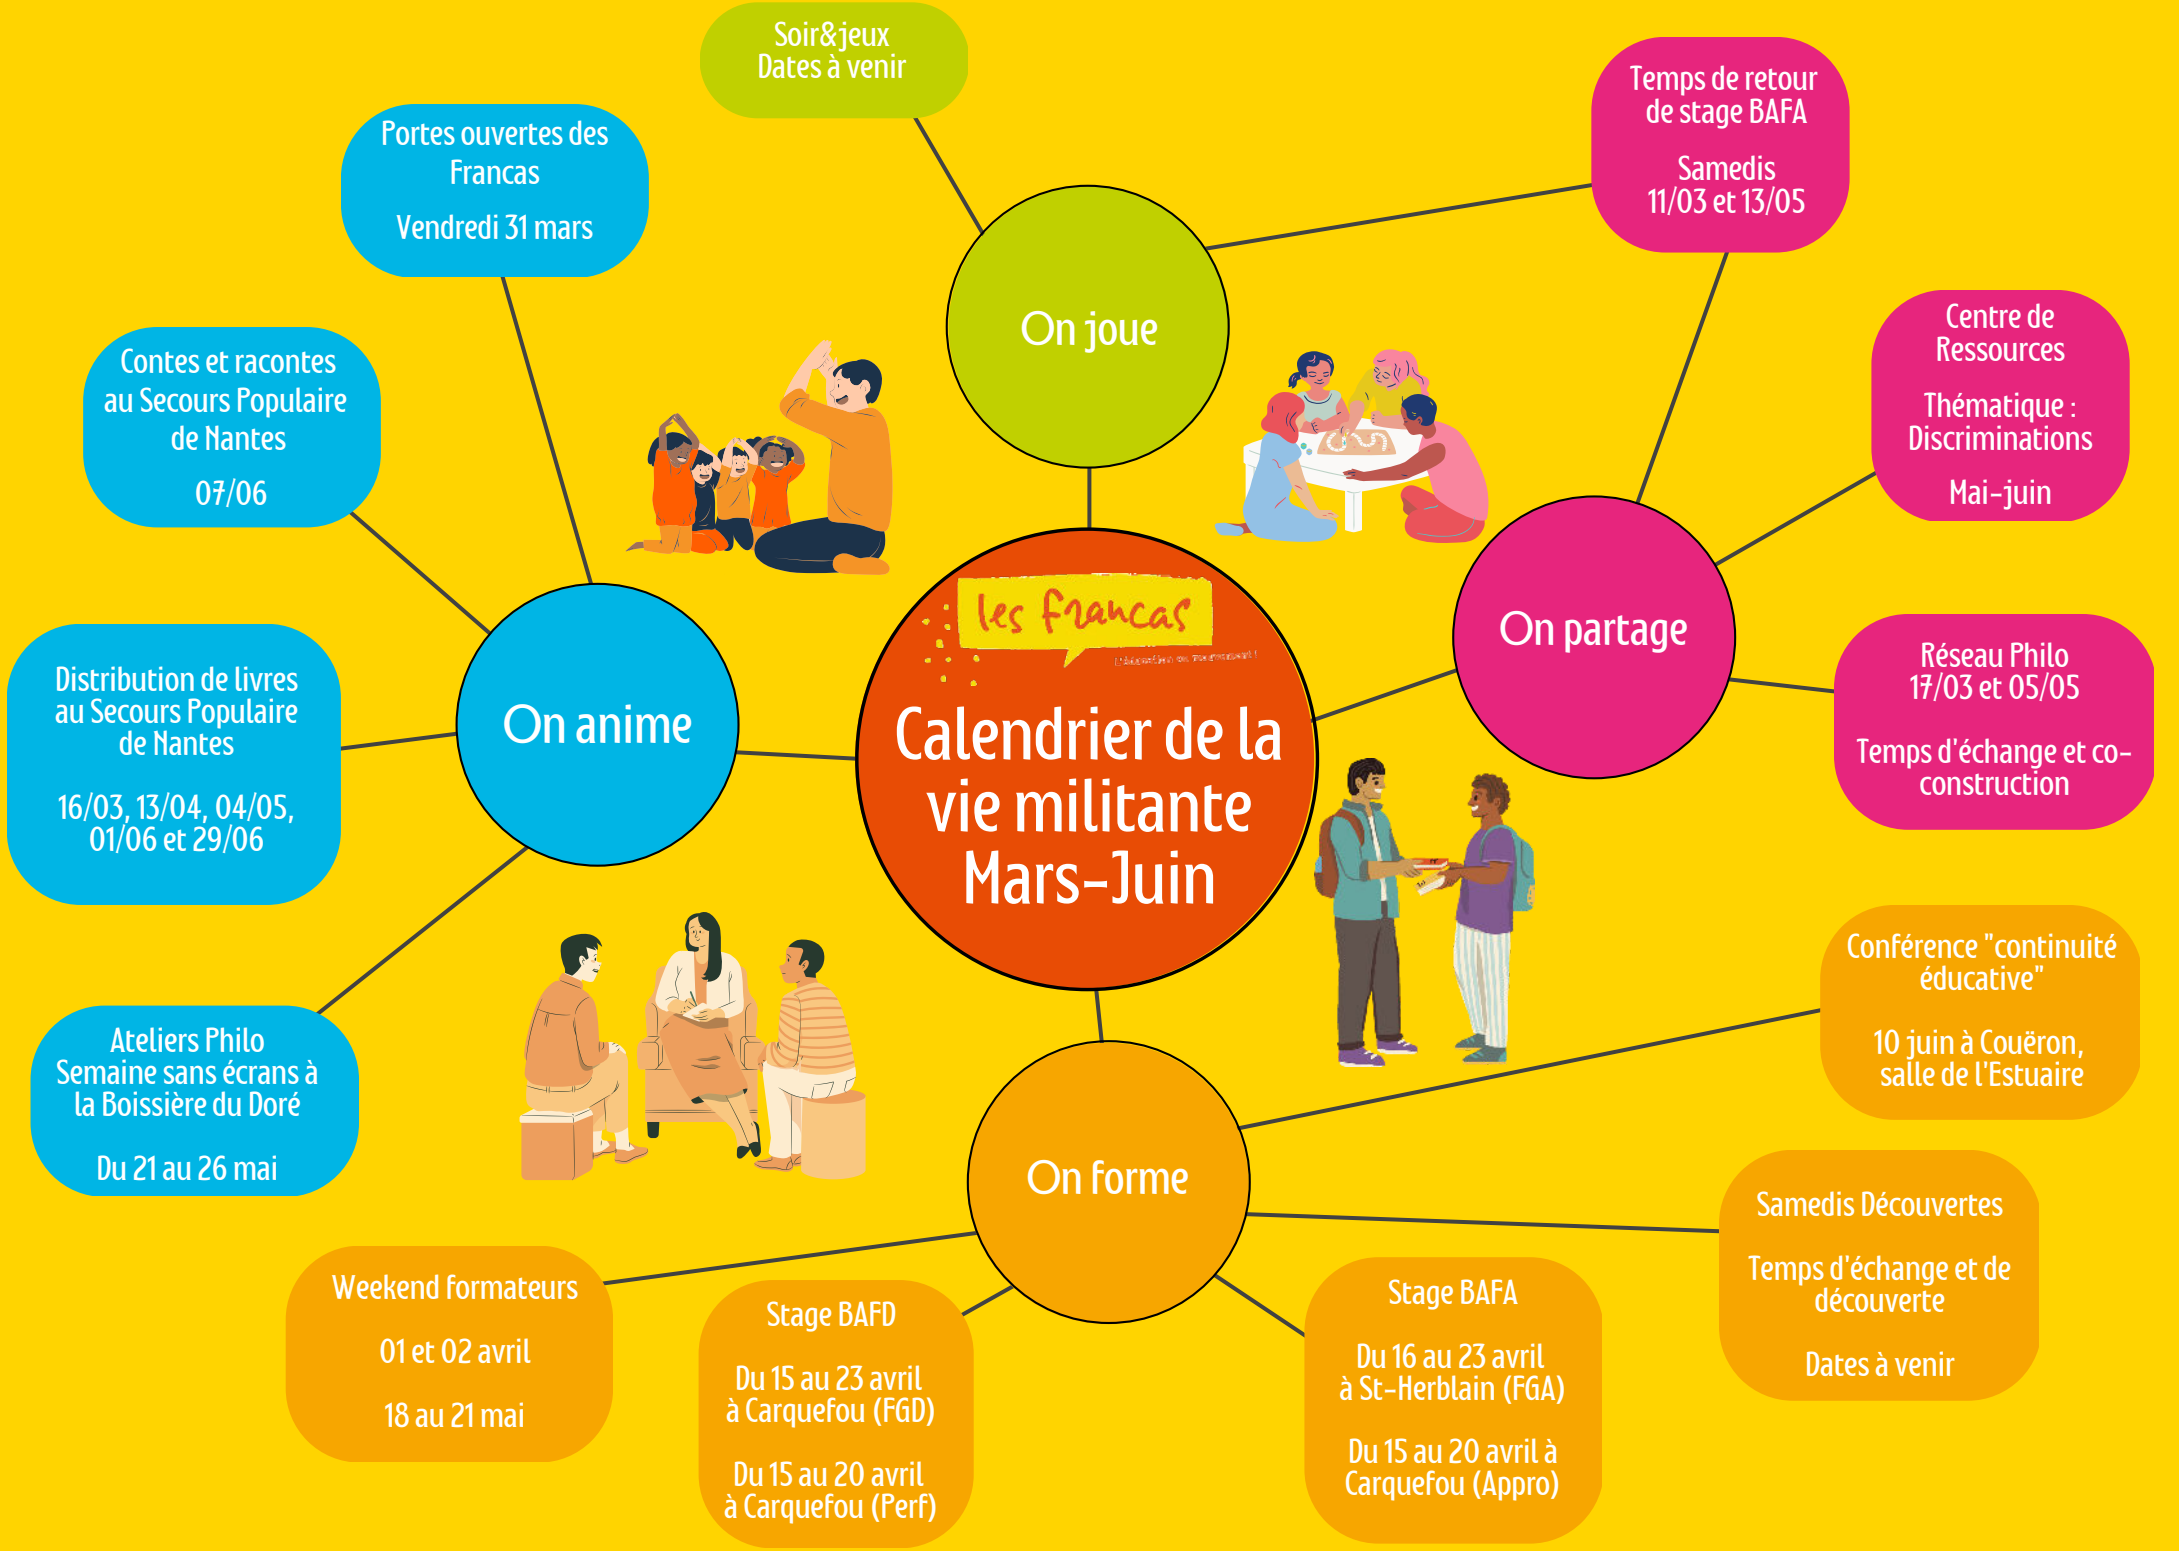 Soir&jeux
Dates à venir
Temps de retour
de stage BAFA
Samedis
11/03 et 13/05
Portes ouvertes des
Francas
Vendredi 31 mars
On joue
Centre de
Ressources
Thématique :
Discriminations
Mai-juin
Contes et racontes
au Secours Populaire
de Nantes
07/06
les francas
Calendrier de la
vie militante
Mars-Juin
On partage
Réseau Philo
17/03 et 05/05
Temps d'échange et co-
construction
On anime
Distribution de livres
au Secours Populaire
de Nantes
16/03, 13/04, 04/05,
01/06 et 29/06
Ateliers Philo
Semaine sans écrans à
la Boissière du Doré
Du 21 au 26 mai
Conférence "continuité
éducative"
10 juin à Couëron,
salle de l'Estuaire
On forme
Samedis Découvertes
Temps d'échange et de
découverte
Dates à venir
Weekend formateurs
01 et 02 avril
18 au 21 mai
Stage BAFD
Du 15 au 23 avril
à Carquefou (FGD)
Du 15 au 20 avril
à Carquefou (Perf)
Stage BAFA
Du 16 au 23 avril
à St-Herblain (FGA)
Du 15 au 20 avril à
Carquefou (Appro)